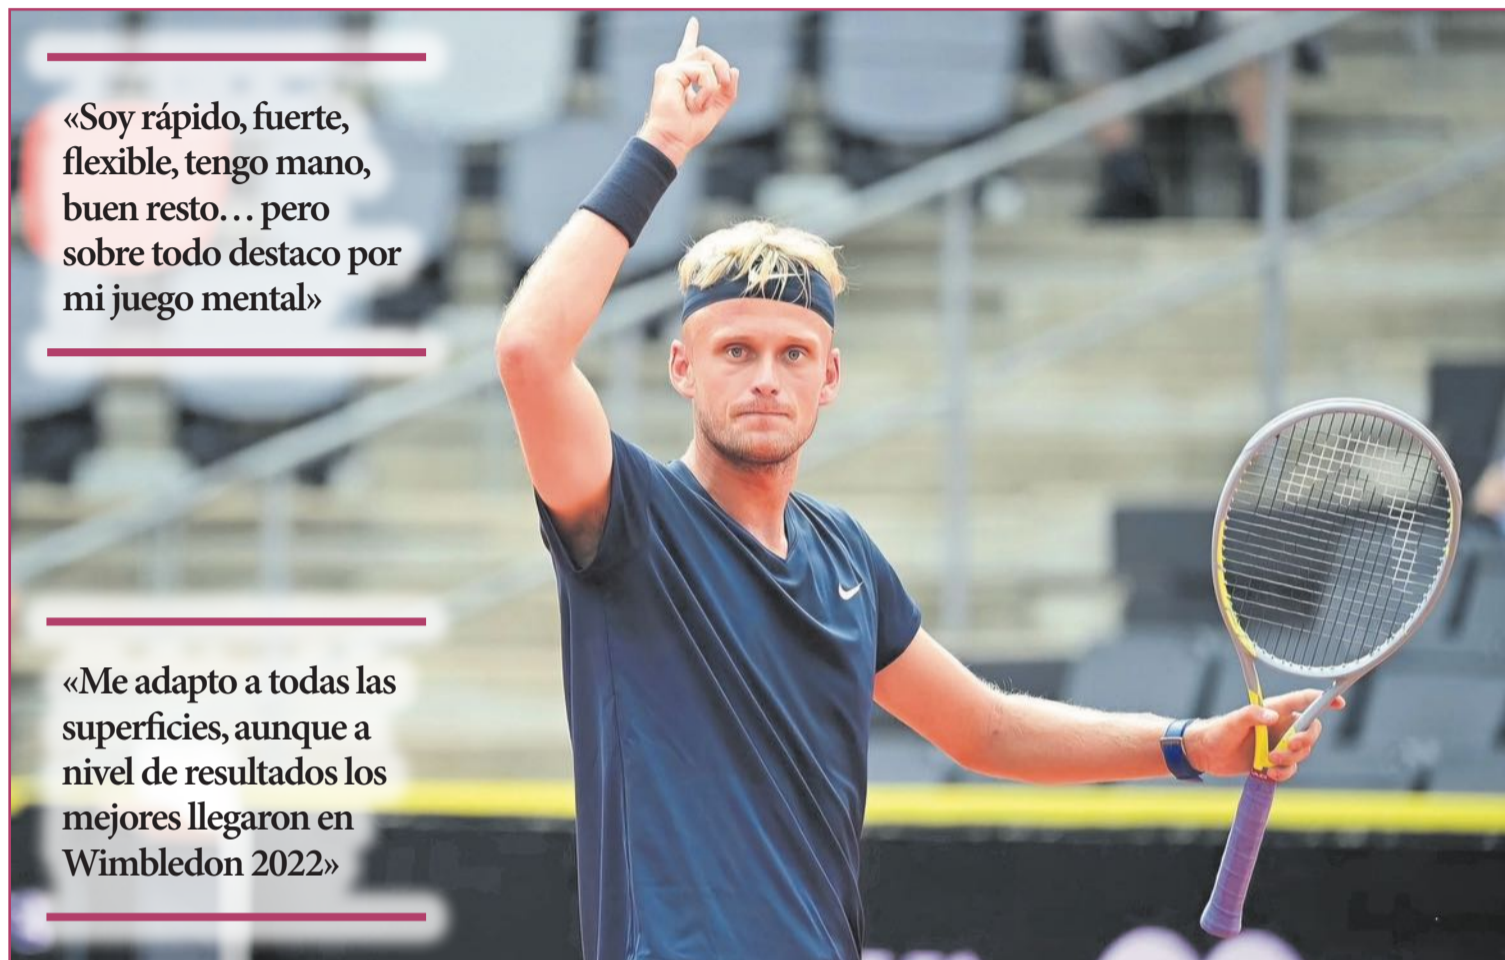 «Soy rápido, fuerte,
flexible, tengo mano,
buen resto… pero
sobre todo destaco por
mi juego mental»
«Me adapto a todas las
superficies, aunque a
nivel de resultados los
mejores llegaron en
Wimbledon 2022»